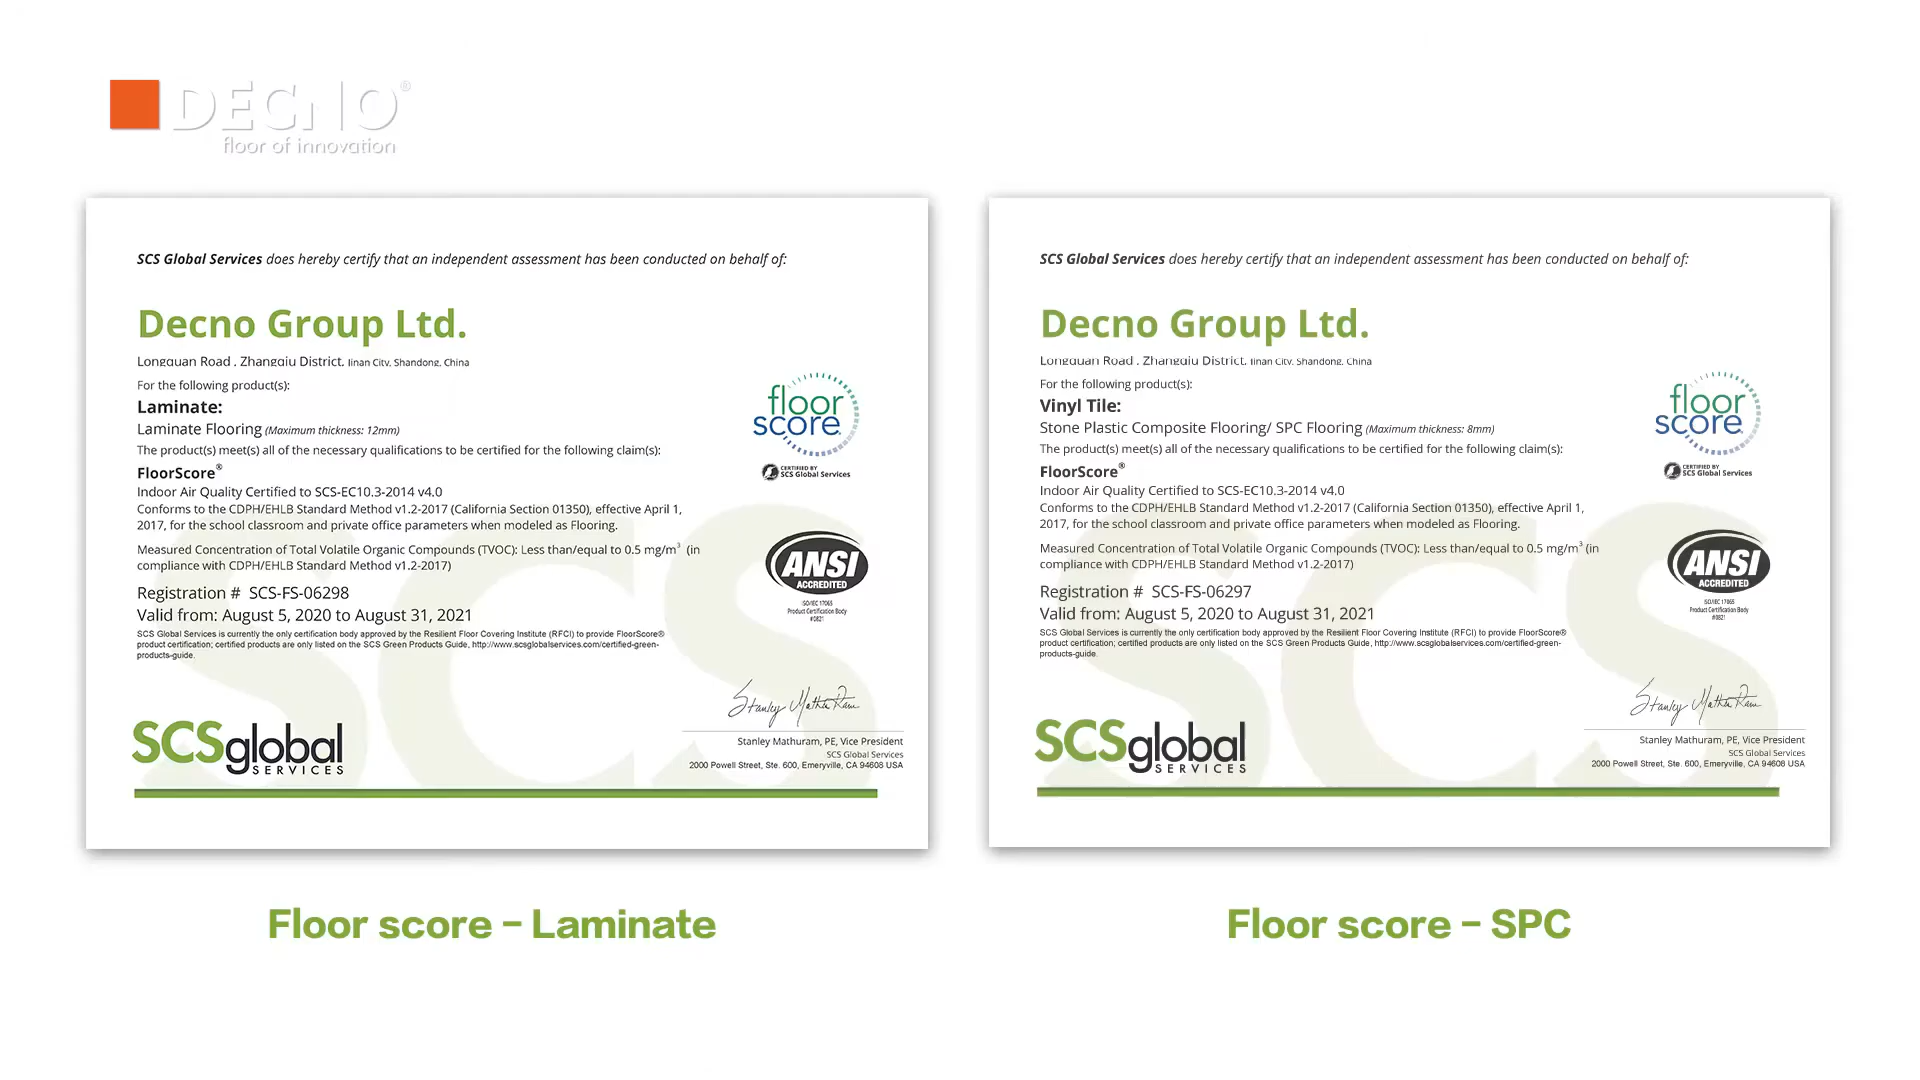 DECNO®
floor of innovation
SCS Global Services does hereby certify that an independent assessment has been conducted on behalf of:
Decno Group Ltd.
Longquan Road , Zhangqiu District, Jinan City, Shandong, China
For the following product(s):
Laminate:
Laminate Flooring (Maximum thickness: 12mm)
The product(s) meet(s) all of the necessary qualifications to be certified for the following claim(s):
FloorScore®
Indoor Air Quality Certified to SCS-EC10.3-2014 v4.0
Conforms to the CDPH/EHLB Standard Method v1.2-2017 (California Section 01350), effective April 1,
2017, for the school classroom and private office parameters when modeled as Flooring.
Measured Concentration of Total Volatile Organic Compounds (TVOC): Less than/equal to 0.5 mg/m³ (in
compliance with CDPH/EHLB Standard Method v1.2-2017)
Registration # SCS-FS-06298
Valid from: August 5, 2020 to August 31, 2021
SCS Global Services is currently the only certification body approved by the Resilient Floor Covering Institute (RFCI) to provide FloorScore®
product certification; certified products are only listed on the SCS Green Products Guide, http://www.scsglobalservices.com/certified-green-
products-guide.
floor
score
CERTIFIED BY
SCS Global Services
ANSI
ACCREDITED
ISO/IEC 17065
Product Certification Body
#0821
SCS
SCSglobal
SERVICES
Stanley Mathuram
Stanley Mathuram, PE, Vice President
SCS Global Services
2000 Powell Street, Ste. 600, Emeryville, CA 94608 USA
Floor score – Laminate
SCS Global Services does hereby certify that an independent assessment has been conducted on behalf of:
Decno Group Ltd.
Longquan Road , Zhangqiu District, Jinan City, Shandong, China
For the following product(s):
Vinyl Tile:
Stone Plastic Composite Flooring/ SPC Flooring (Maximum thickness: 8mm)
The product(s) meet(s) all of the necessary qualifications to be certified for the following claim(s):
FloorScore®
Indoor Air Quality Certified to SCS-EC10.3-2014 v4.0
Conforms to the CDPH/EHLB Standard Method v1.2-2017 (California Section 01350), effective April 1,
2017, for the school classroom and private office parameters when modeled as Flooring.
Measured Concentration of Total Volatile Organic Compounds (TVOC): Less than/equal to 0.5 mg/m³ (in
compliance with CDPH/EHLB Standard Method v1.2-2017)
Registration # SCS-FS-06297
Valid from: August 5, 2020 to August 31, 2021
SCS Global Services is currently the only certification body approved by the Resilient Floor Covering Institute (RFCI) to provide FloorScore®
product certification; certified products are only listed on the SCS Green Products Guide, http://www.scsglobalservices.com/certified-green-
products-guide.
floor
score
CERTIFIED BY
SCS Global Services
ANSI
ACCREDITED
ISO/IEC 17065
Product Certification Body
#0821
SCS
SCSglobal
SERVICES
Stanley Mathuram
Stanley Mathuram, PE, Vice President
SCS Global Services
2000 Powell Street, Ste. 600, Emeryville, CA 94608 USA
Floor score – SPC